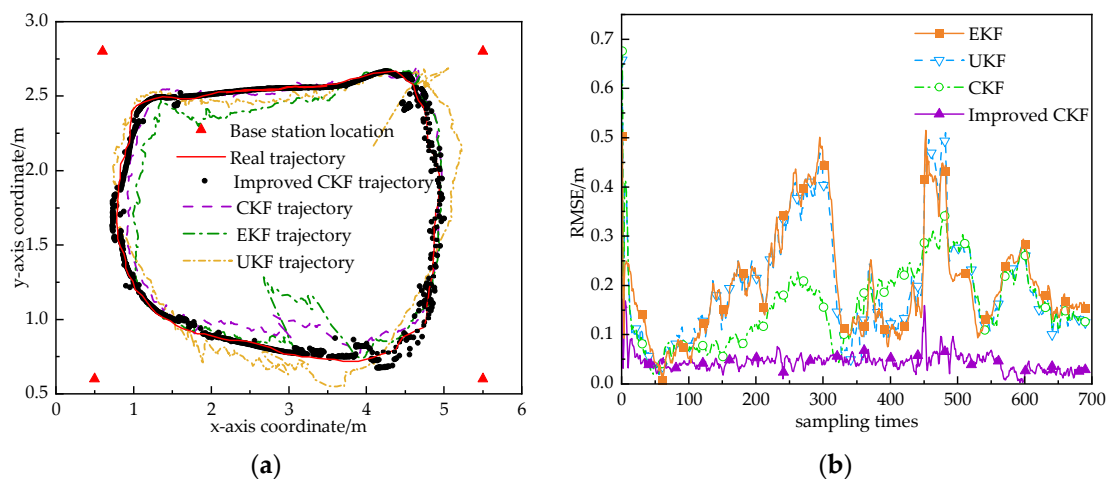 3.0
2.5
2.0
1.5
1.0
0.5
y-axis coordinate/m
Base station location
Real trajectory
Improved CKF trajectory
CKF trajectory
EKF trajectory
UKF trajectory
0 1 2 3 4 5 6
x-axis coordinate/m
(a)
0.7
0.6
0.5
0.4
0.3
0.2
0.1
0.0
RMSE/m
EKF
UKF
CKF
Improved CKF
0 100 200 300 400 500 600 700
sampling times
(b)